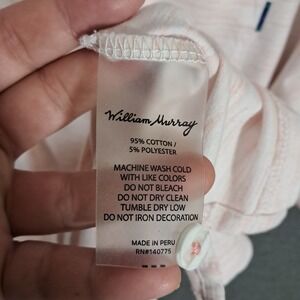 William Murray
95% COTTON /
5% POLYESTER
MACHINE WASH COLD
WITH LIKE COLORS
DO NOT BLEACH
DO NOT DRY CLEAN
TUMBLE DRY LOW
DO NOT IRON DECORATION
MADE IN PERU
RN#140775